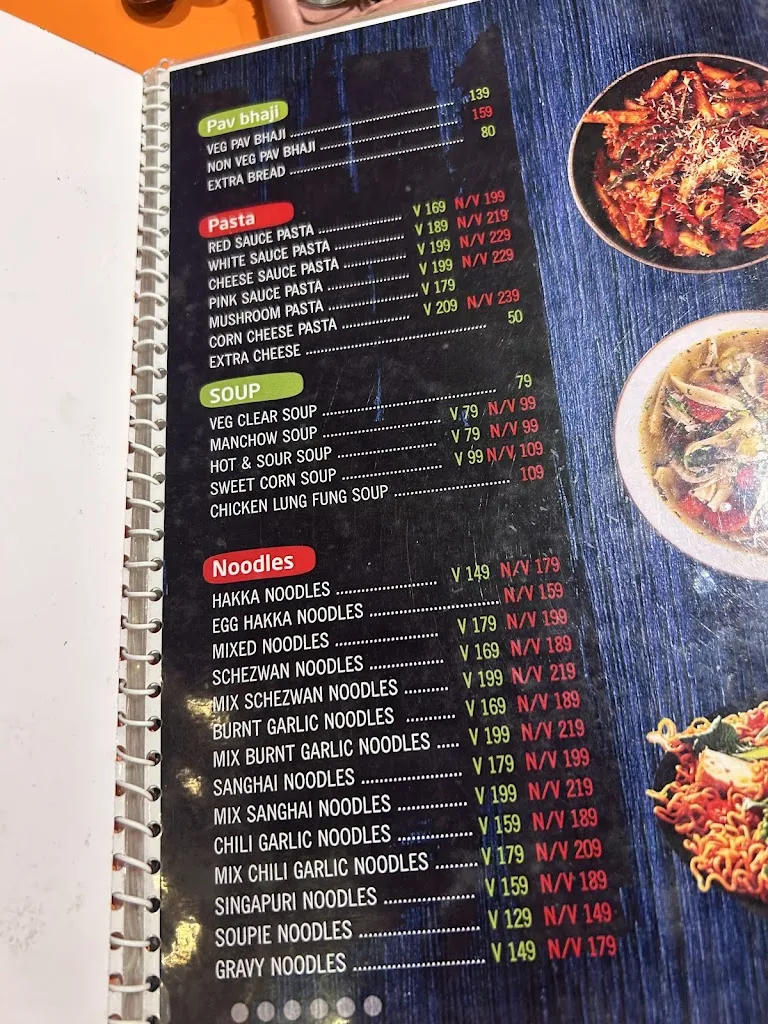 Pav bhaji
VEG PAV BHAJI 139
NON VEG PAV BHAJI 159
EXTRA BREAD 80
Pasta
RED SAUCE PASTA V 169 N/V 199
WHITE SAUCE PASTA V 189 N/V 219
CHEESE SAUCE PASTA V 199 N/V 229
PINK SAUCE PASTA V 199 N/V 229
MUSHROOM PASTA V 179
CORN CHEESE PASTA V 209 N/V 239
EXTRA CHEESE 50
SOUP
VEG CLEAR SOUP 79
MANCHOW SOUP V 79 N/V 99
HOT & SOUR SOUP V 79 N/V 99
SWEET CORN SOUP V 99 N/V 109
CHICKEN LUNG FUNG SOUP 109
Noodles
HAKKA NOODLES V 149 N/V 179
EGG HAKKA NOODLES N/V 159
MIXED NOODLES V 179 N/V 199
SCHEZWAN NOODLES V 169 N/V 189
MIX SCHEZWAN NOODLES V 199 N/V 219
BURNT GARLIC NOODLES V 169 N/V 189
MIX BURNT GARLIC NOODLES V 199 N/V 219
SANGHAI NOODLES V 179 N/V 199
MIX SANGHAI NOODLES V 199 N/V 219
CHILI GARLIC NOODLES V 159 N/V 189
MIX CHILI GARLIC NOODLES V 179 N/V 209
SINGAPURI NOODLES V 159 N/V 189
SOUPIE NOODLES V 129 N/V 149
GRAVY NOODLES V 149 N/V 179